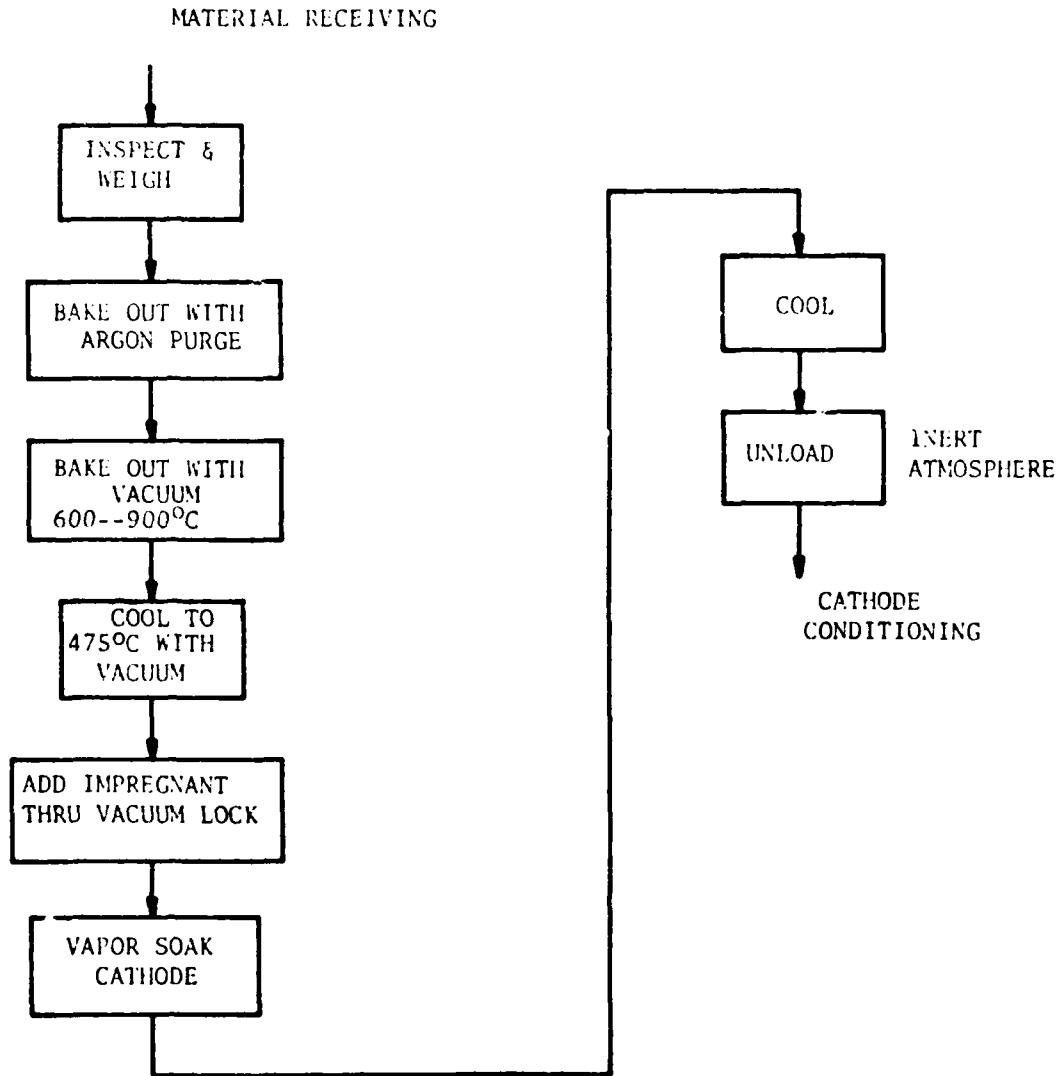 MATERIAL RECEIVING
INSPECT &
WEIGH
BAKE OUT WITH
ARGON PURGE
BAKE OUT WITH
VACUUM
600--900°C
COOL TO
475°C WITH
VACUUM
ADD IMPREGNANT
THRU VACUUM LOCK
VAPOR SOAK
CATHODE
COOL
UNLOAD
INERT
ATMOSPHERE
CATHODE
CONDITIONING